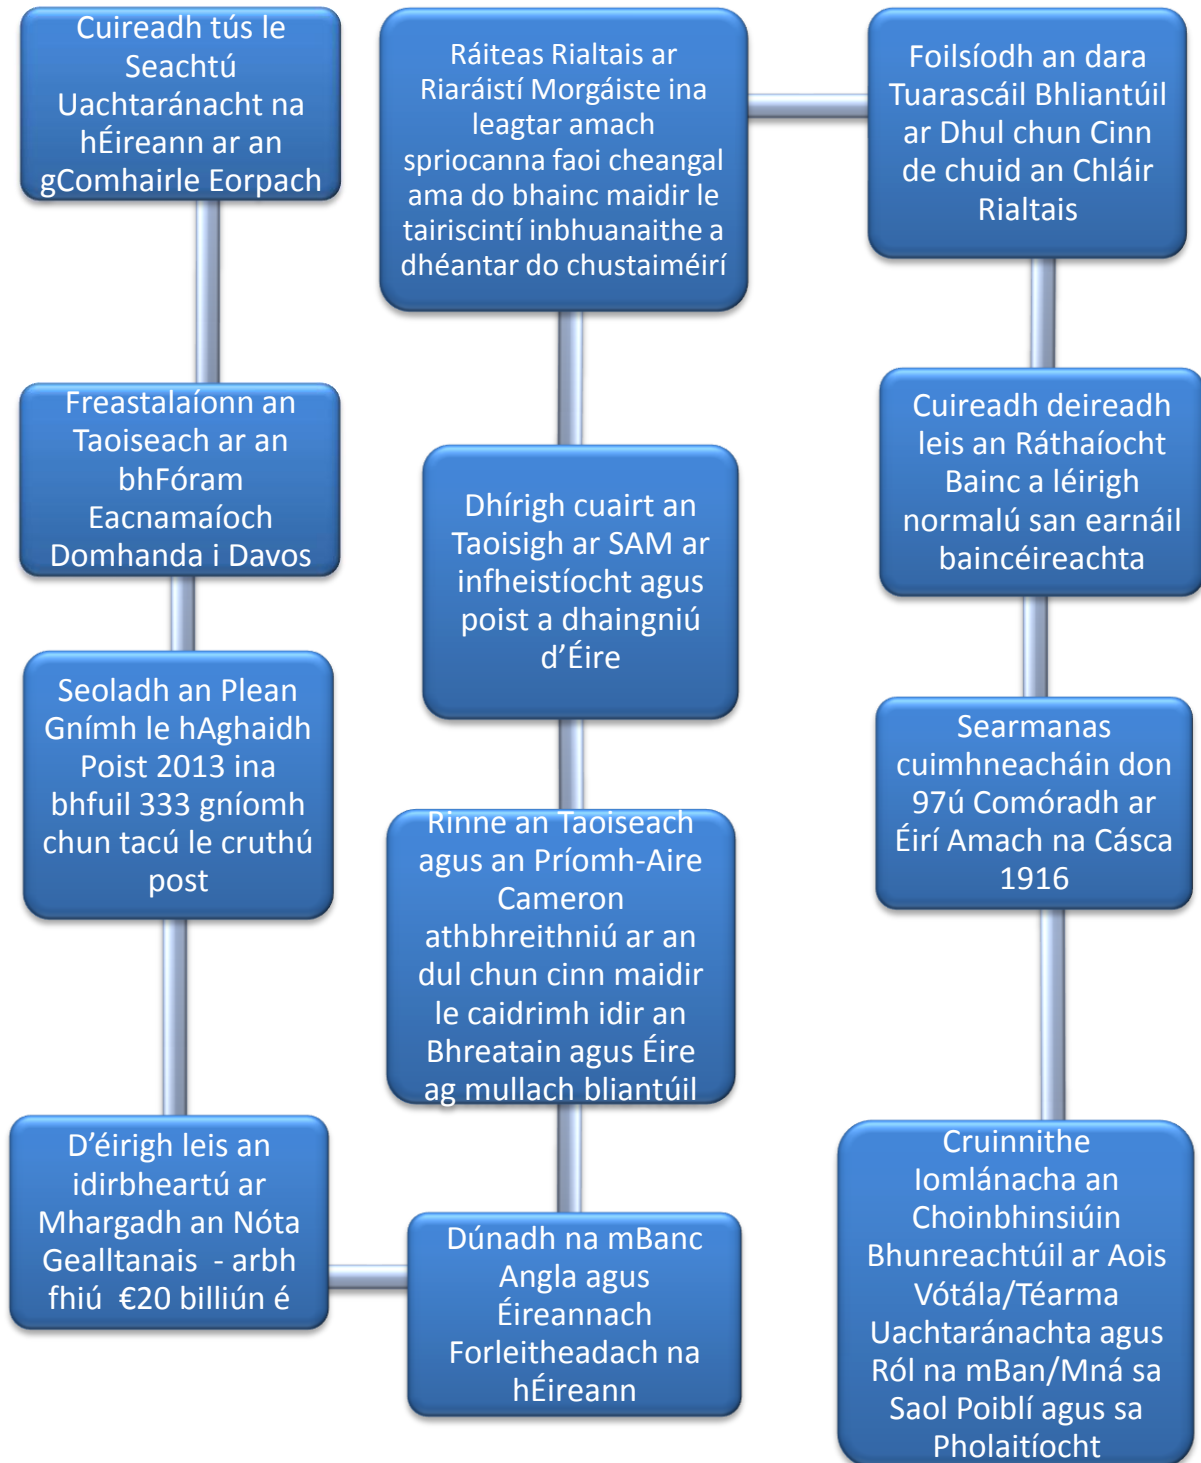 Cuireadh tús le
Seachtú
Uachtaránacht na
hÉireann ar an
gComhairle Eorpach
Freastalaíonn an
Taoiseach ar an
bhFóram
Eacnamaíoch
Domhanda i Davos
Seoladh an Plean
Gnímh le hAghaidh
Poist 2013 ina
bhfuil 333 gníomh
chun tacú le cruthú
post
D'éirigh leis an
idirbheartú ar
Mhargadh an Nóta
Gealltanais - arbh
fhiú €20 billiún é
Dúnadh na mBanc
Angla agus
Éireannach
Forleitheadach na
hÉireann
Rinne an Taoiseach
agus an Príomh-Aire
Cameron
athbhreithniú ar an
dul chun cinn maidir
le caidrimh idir an
Bhreatain agus Éire
ag mullach bliantúil
Dhírigh cuairt an
Taoisigh ar SAM ar
infheistíocht agus
poist a dhaingniú
d'Éire
Ráiteas Rialtais ar
Riaráistí Morgáiste ina
leagtar amach
spriocanna faoi cheangal
ama do bhainc maidir le
tairiscintí inbhuanaithe a
dhéantar do chustaiméirí
Foilsíodh an dara
Tuarascáil Bhliantúil
ar Dhul chun Cinn
de chuid an Chláir
Rialtais
Cuireadh deireadh
leis an Ráthaíocht
Bainc a léirigh
normalú san earnáil
baincéireachta
Searmanas
cuimhneacháin don
97ú Comóradh ar
Éirí Amach na Cásca
1916
Cruinnithe
Iomlánacha an
Choinbhinsiúin
Bhunreachtúil ar Aois
Vótála/Téarma
Uachtaránachta agus
Ról na mBan/Mná sa
Saol Poiblí agus sa
Pholaitíocht